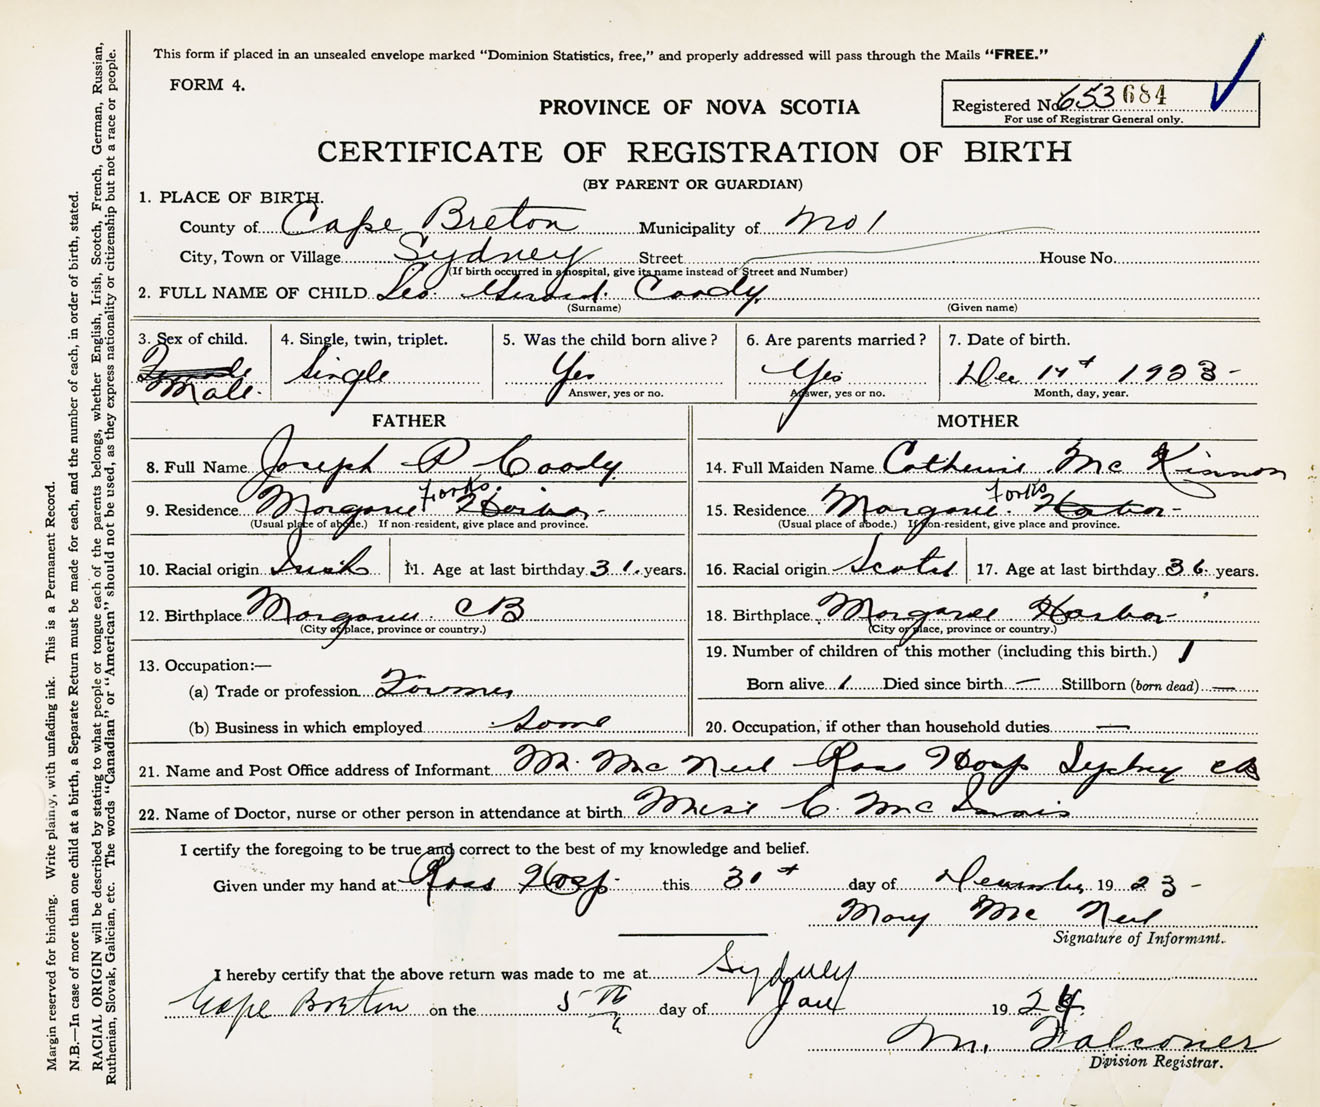 This form if placed in an unsealed envelope marked “Dominion Statistics, free,” and properly addressed will pass through the Mails “FREE.”
FORM 4.
Registered No. 653684
For use of Registrar General only.
PROVINCE OF NOVA SCOTIA
CERTIFICATE OF REGISTRATION OF BIRTH
(BY PARENT OR GUARDIAN)
1. PLACE OF BIRTH.
County of Cape Breton Municipality of No 1
City, Town or Village Sydney Street House No.
(If birth occurred in a hospital, give its name instead of Street and Number)
2. FULL NAME OF CHILD Leo Gerard Coady
(Surname) (Given name)
3. Sex of child. 4. Single, twin, triplet. 5. Was the child born alive? 6. Are parents married? 7. Date of birth.
Female
Male. Single Yes Yes Dec 17th 1923-
Answer, yes or no. Answer, yes or no. Month, day, year.
FATHER MOTHER
8. Full Name Joseph P Coady 14. Full Maiden Name Catherine McKinnon
Forks Forks
9. Residence Margaree Harbor- 15. Residence Margaree Harbor-
(Usual place of abode.) If non-resident, give place and province. (Usual place of abode.) If non-resident, give place and province.
10. Racial origin Irish 11. Age at last birthday 31. years. 16. Racial origin Scotch 17. Age at last birthday 36. years.
12. Birthplace Margaree CB 18. Birthplace Margaree Harbor-
(City or place, province or country.) (City or place, province or country.)
13. Occupation:— 19. Number of children of this mother (including this birth.) 1
(a) Trade or profession Farmer Born alive 1 Died since birth — Stillborn (born dead) —
(b) Business in which employed Same 20. Occupation, if other than household duties —
21. Name and Post Office address of Informant M. McNeil Ross Hosp Sydney CB
22. Name of Doctor, nurse or other person in attendance at birth Miss C. Mc
I certify the foregoing to be true and correct to the best of my knowledge and belief.
Given under my hand at Ross Hosp. this 30th day of December 1923-
Mary McNeil
Signature of Informant.
I hereby certify that the above return was made to me at Sydney
Cape Breton on the 5th day of Jan 1924
M. Falconer
Division Registrar.
Margin reserved for binding. Write plainly, with unfading ink. This is a Permanent Record.
N.B.—In case of more than one child at a birth, a Separate Return must be made for each, and the number of each, in order of birth, stated.
RACIAL ORIGIN will be described by stating to what people or tongue each of the parents belongs, whether English, Irish, Scotch, French, German, Russian,
Ruthenian, Slovak, Galician, etc. The words “Canadian” or “American” should not be used, as they express nationality or citizenship but not a race or people.